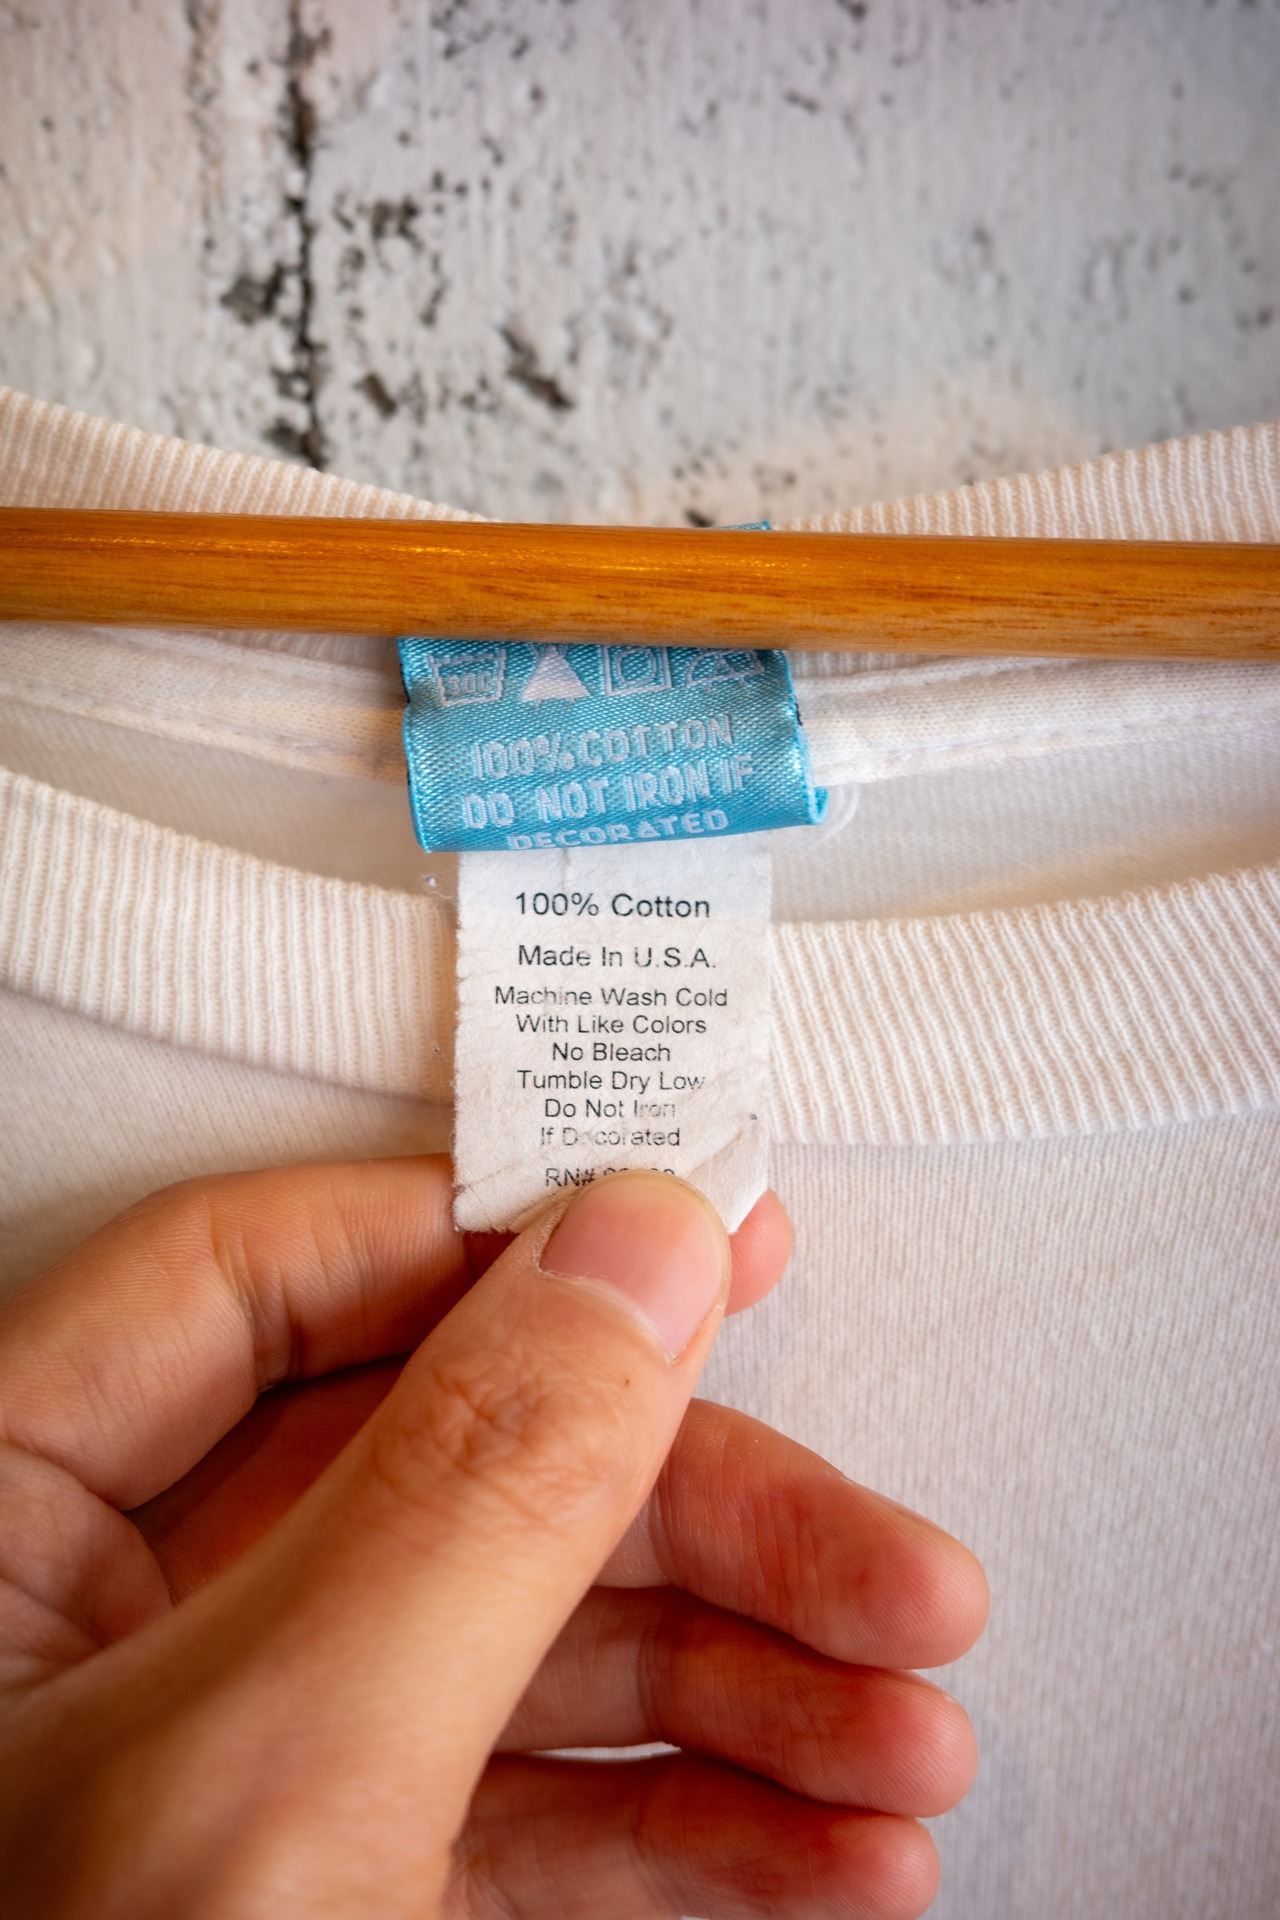 30C
100% COTTON
DO NOT IRON IF
DECORATED
100% Cotton
Made In U.S.A.
Machine Wash Cold
With Like Colors
No Bleach
Tumble Dry Low
Do Not Iron
If Decorated
RN#